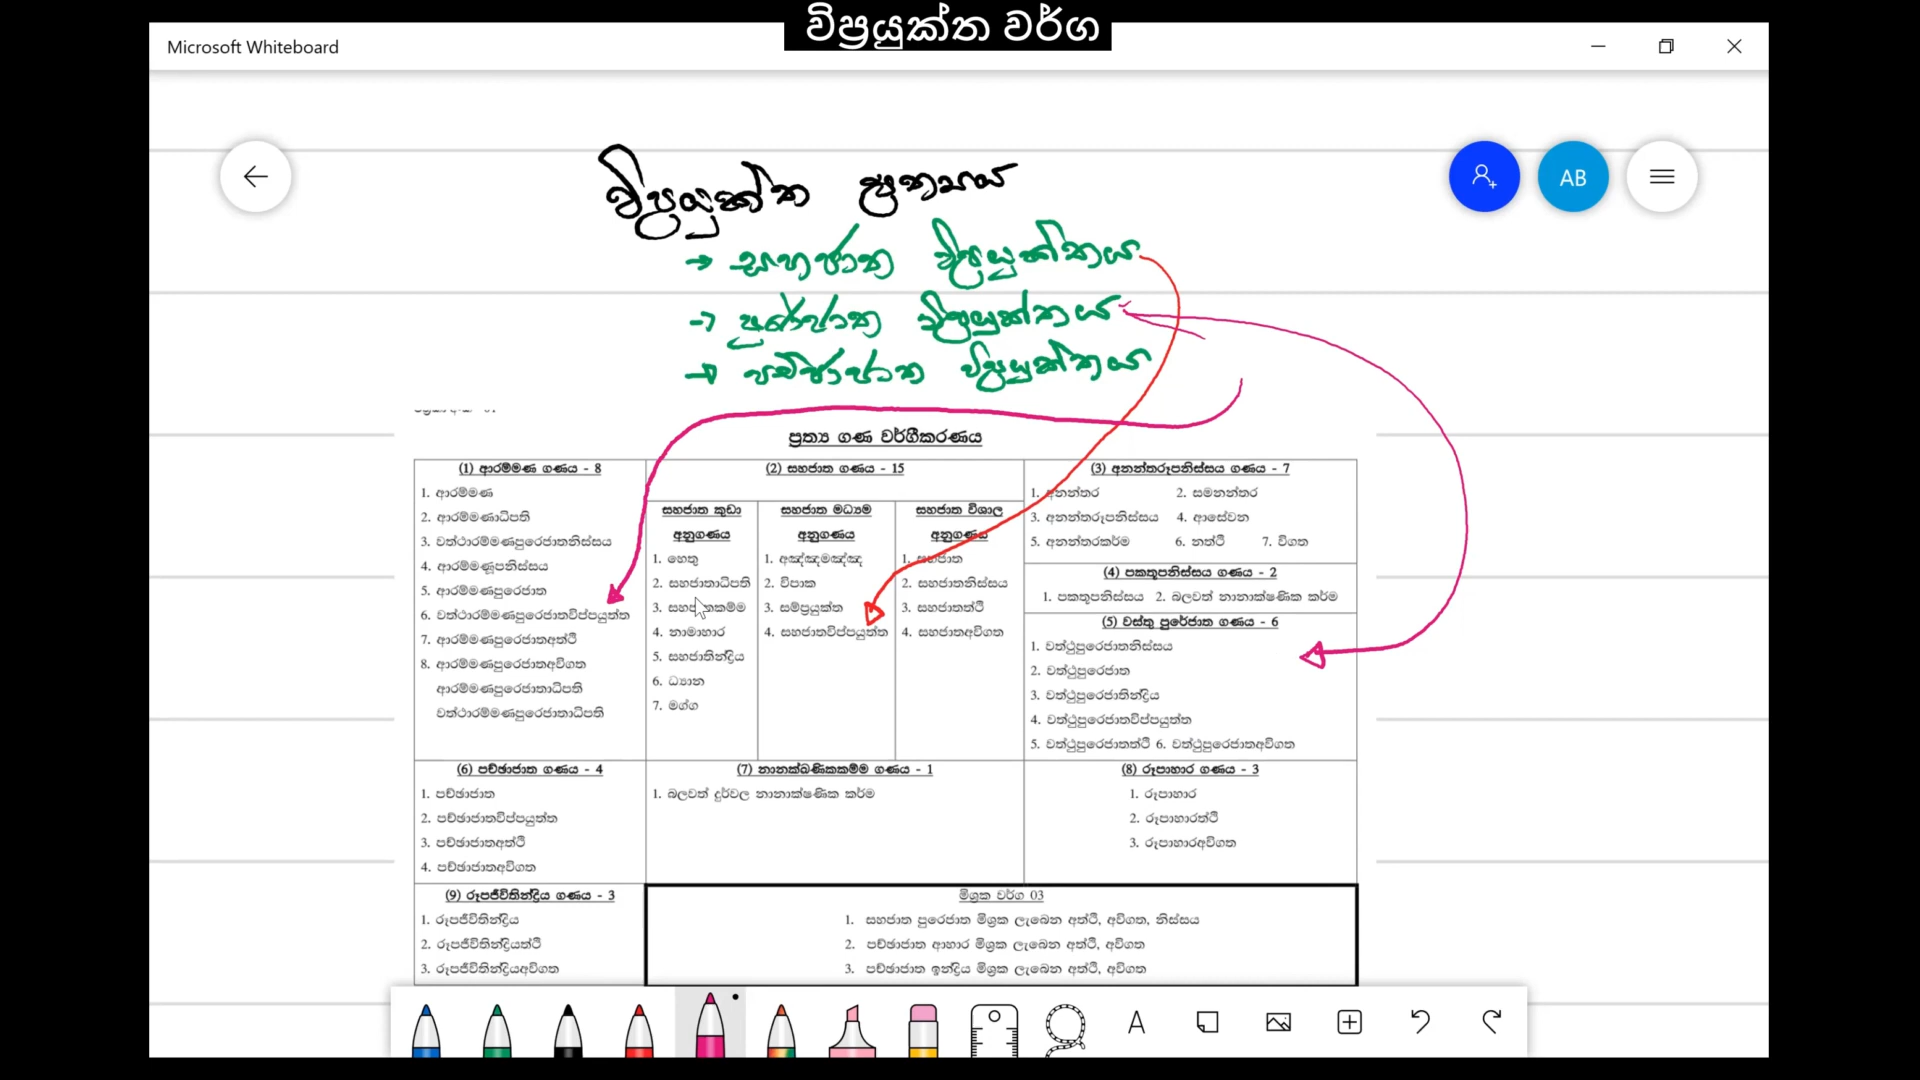 විප්‍රයුක්ත වර්ග
Microsoft Whiteboard
AB
විප්‍රයුක්ත ප්‍රත්‍යය
→ සහජාත විප්‍රයුක්තය
→ පුරේජාත විප්‍රයුක්තය
→ පච්ඡාජාත විප්‍රයුක්තය
ප්‍රත්‍ය ගණ වර්ගීකරණය
(1) ආරම්මණ ගණය - 8
1. ආරම්මණ
2. ආරම්මණාධිපති
3. වත්ථාරම්මණපුරෙජාතනිස්සය
4. ආරම්මණූපනිස්සය
5. ආරම්මණපුරෙජාත
6. වත්ථාරම්මණපුරෙජාතවිප්පයුත්ත
7. ආරම්මණපුරෙජාතඅත්ථි
8. ආරම්මණපුරෙජාතඅවිගත
ආරම්මණපුරෙජාතාධිපති
වත්ථාරම්මණපුරෙජාතාධිපති
(2) සහජාත ගණය - 15
සහජාත කුඩා
අනුගණය
1. හෙතු
2. සහජාතාධිපති
3. සහජාතකම්ම
4. නාමාහාර
5. සහජාතින්ද්‍රිය
6. ධ්‍යාන
7. මග්ග
සහජාත මධ්‍යම
අනුගණය
1. අඤ්ඤමඤ්ඤ
2. විපාක
3. සම්ප්‍රයුක්ත
4. සහජාතවිප්පයුත්ත
සහජාත විශාල
අනුගණය
1. සහජාත
2. සහජාතනිස්සය
3. සහජාතත්ථි
4. සහජාතඅවිගත
(3) අනන්තරූපනිස්සය ගණය - 7
1. අනන්තර 2. සමනන්තර
3. අනන්තරූපනිස්සය 4. ආසේවන
5. අනන්තරකර්ම 6. නත්ථි 7. විගත
(4) පකතූපනිස්සය ගණය - 2
1. පකතූපනිස්සය 2. බලවත් නානාක්ෂණික කර්ම
(5) වස්තු පුරේජාත ගණය - 6
1. වත්ථුපුරෙජාතනිස්සය
2. වත්ථුපුරෙජාත
3. වත්ථුපුරෙජාතින්ද්‍රිය
4. වත්ථුපුරෙජාතවිප්පයුත්ත
5. වත්ථුපුරෙජාතත්ථි 6. වත්ථුපුරෙජාතඅවිගත
(6) පච්ඡාජාත ගණය - 4
1. පච්ඡාජාත
2. පච්ඡාජාතවිප්පයුත්ත
3. පච්ඡාජාතඅත්ථි
4. පච්ඡාජාතඅවිගත
(7) නානක්ඛණිකකම්ම ගණය - 1
1. බලවත් දුර්වල නානාක්ෂණික කර්ම
(8) රූපාහාර ගණය - 3
1. රූපාහාර
2. රූපාහාරත්ථි
3. රූපාහාරඅවිගත
(9) රූපජීවිතින්ද්‍රිය ගණය - 3
1. රූපජීවිතින්ද්‍රිය
2. රූපජීවිතින්ද්‍රියත්ථි
3. රූපජීවිතින්ද්‍රියඅවිගත
මිශ්‍රක වර්ග 03
1. සහජාත පුරෙජාත මිශ්‍රක ලැබෙන අත්ථි, අවිගත, නිස්සය
2. පච්ඡාජාත ආහාර මිශ්‍රක ලැබෙන අත්ථි, අවිගත
3. පච්ඡාජාත ඉන්ද්‍රිය මිශ්‍රක ලැබෙන අත්ථි, අවිගත